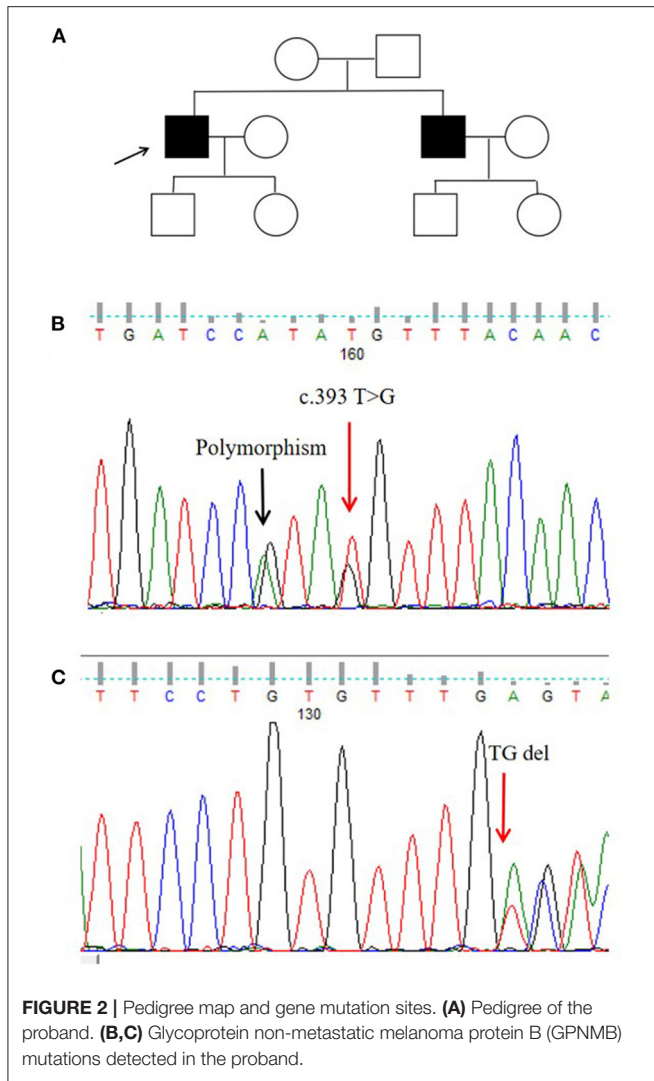 A
B
T G A T C C A T A T G T T T A C A A C
160
c.393 T>G
Polymorphism
C
T T C C T G T G T T T G A G T A
130
TG del
FIGURE 2 | Pedigree map and gene mutation sites. (A) Pedigree of the
proband. (B,C) Glycoprotein non-metastatic melanoma protein B (GPNMB)
mutations detected in the proband.